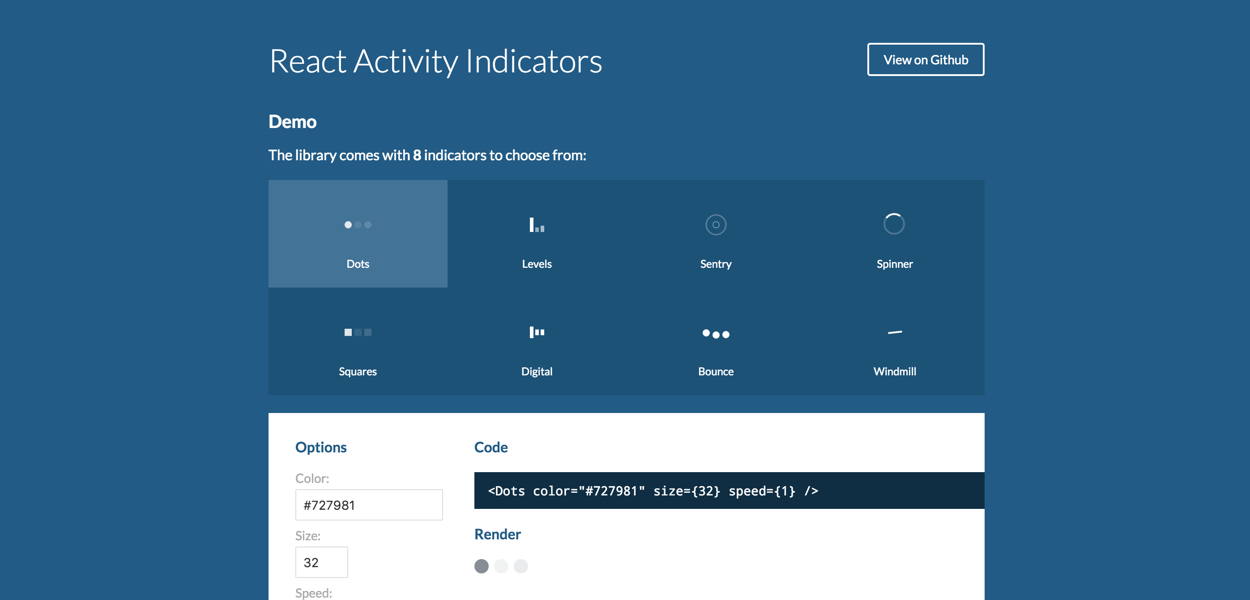 React Activity Indicators
View on Github
Demo
The library comes with 8 indicators to choose from:
Dots
Levels
Sentry
Spinner
Squares
Digital
Bounce
Windmill
Options
Color:
#727981
Size:
32
Speed:
Code
<Dots color="#727981" size={32} speed={1} />
Render